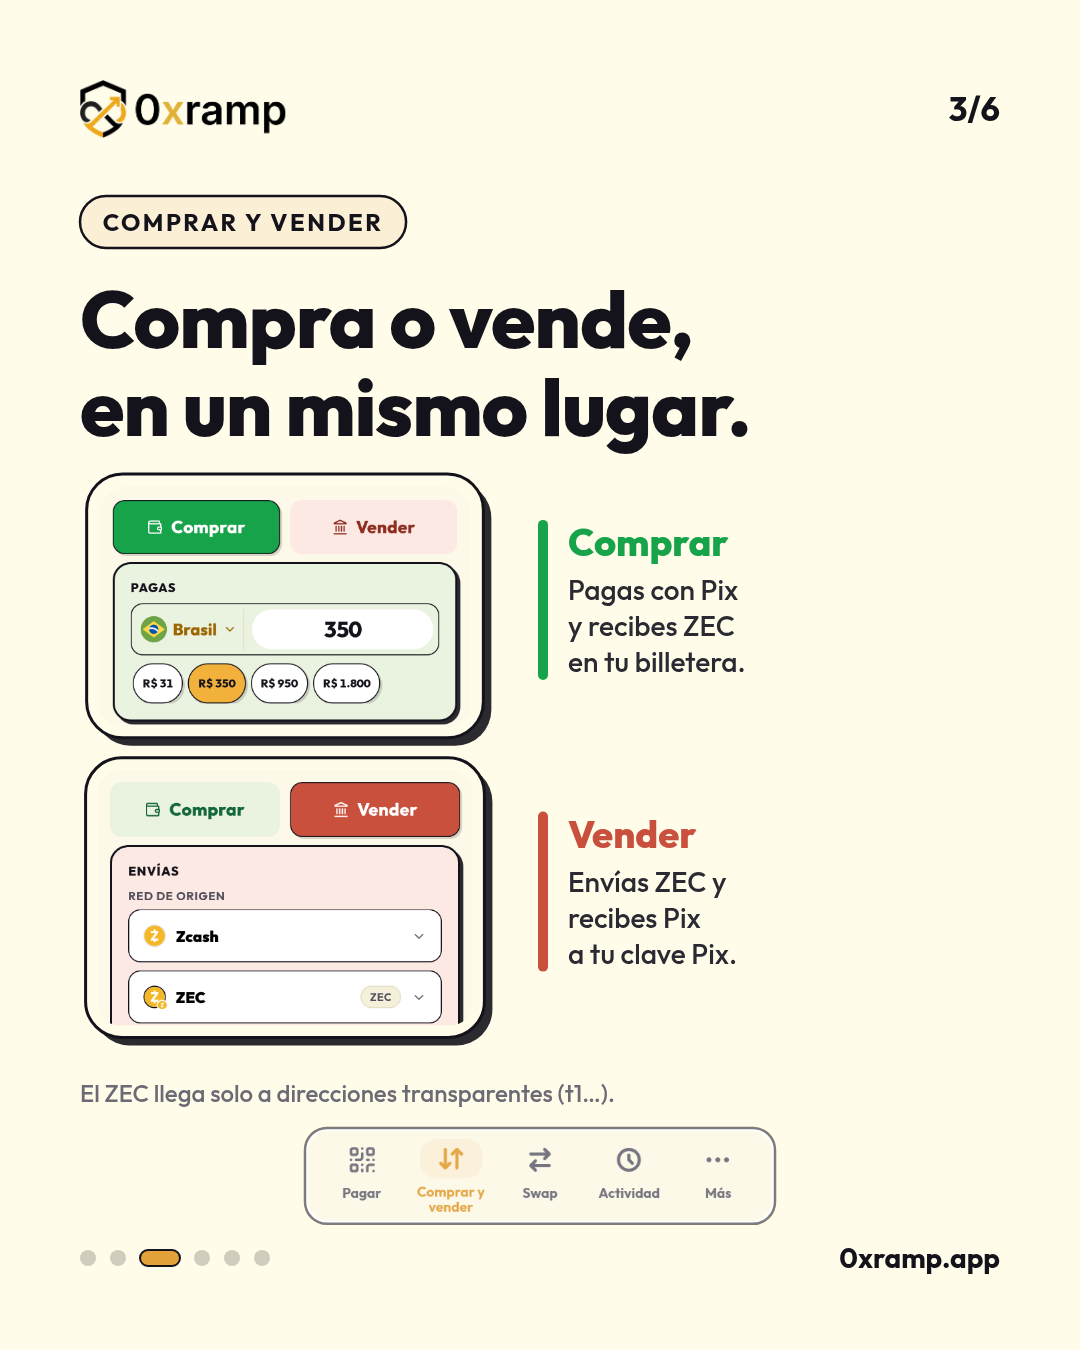 0xramp
3/6
COMPRAR Y VENDER
Compra o vende,
en un mismo lugar.
Comprar
Vender
PAGAS
Brasil
350
R$ 31
R$ 350
R$ 950
R$ 1.800
Comprar
Pagas con Pix
y recibes ZEC
en tu billetera.
Comprar
Vender
ENVÍAS
RED DE ORIGEN
Zcash
ZEC
ZEC
Vender
Envías ZEC y
recibes Pix
a tu clave Pix.
El ZEC llega solo a direcciones transparentes (t1...).
Pagar
Comprar y
vender
Swap
Actividad
Más
0xramp.app